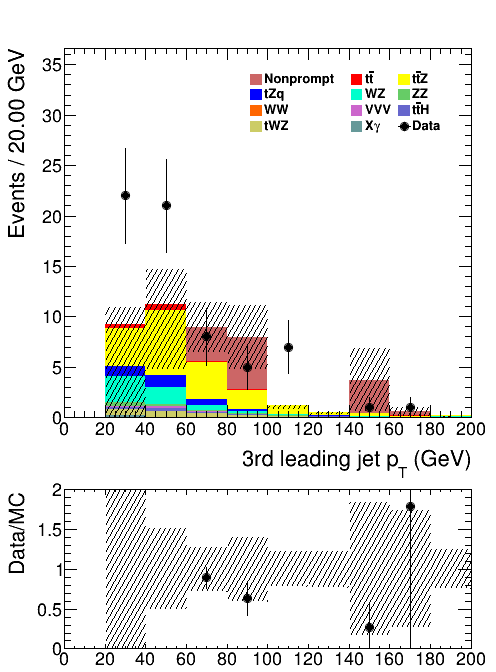 Events / 20.00 GeV
35
30
25
20
15
10
5
0
Nonprompt tt̄ tt̄Z
tZq WZ ZZ
WW VVV tt̄H
tWZ Xγ Data
0 20 40 60 80 100 120 140 160 180 200
3rd leading jet p_T (GeV)
Data/MC
2
1.5
1
0.5
0
0 20 40 60 80 100 120 140 160 180 200